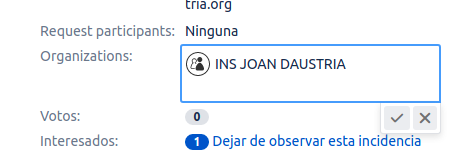 tria.org
Request participants: Ninguna
Organizations: INS JOAN DAUSTRIA
Votos: 0
Interesados: 1 Dejar de observar esta incidencia